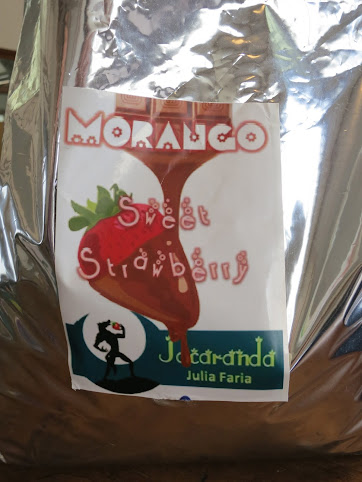 MORANGO
Sweet
Strawberry
Jacaranda
Julia Faria